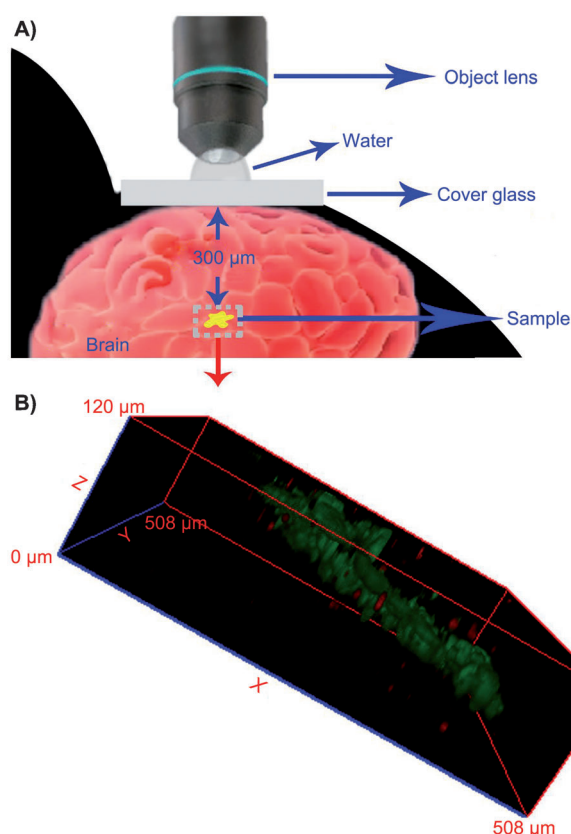 A)
Object lens
Water
Cover glass
300 µm
Sample
Brain
B)
120 µm
Z
Y
508 µm
0 µm
X
508 µm